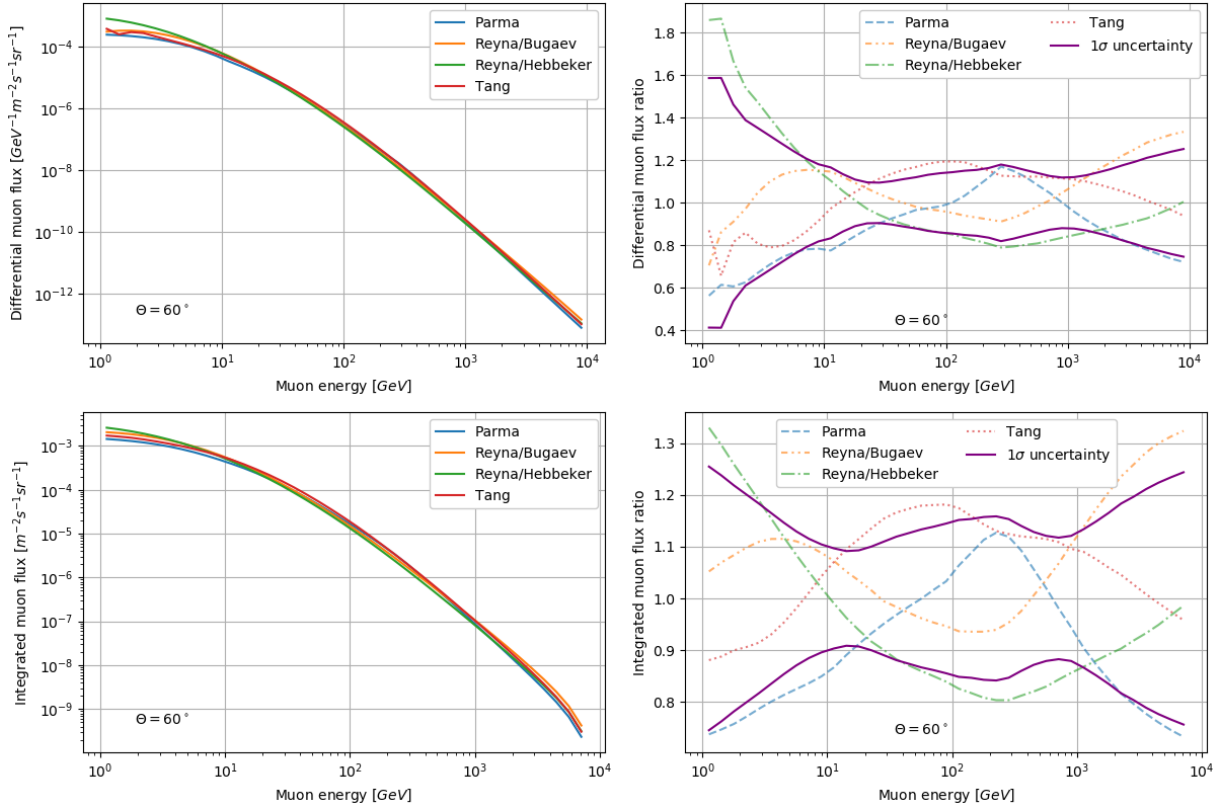 Differential muon flux [GeV⁻¹m⁻²s⁻¹sr⁻¹]
10⁻⁴
10⁻⁶
10⁻⁸
10⁻¹⁰
10⁻¹²
Parma
Reyna/Bugaev
Reyna/Hebbeker
Tang
Θ = 60°
10⁰ 10¹ 10² 10³ 10⁴
Muon energy [GeV]
Differential muon flux ratio
1.8
1.6
1.4
1.2
1.0
0.8
0.6
0.4
Parma
Reyna/Bugaev
Reyna/Hebbeker
Tang
1σ uncertainty
Θ = 60°
10⁰ 10¹ 10² 10³ 10⁴
Muon energy [GeV]
Integrated muon flux [m⁻²s⁻¹sr⁻¹]
10⁻³
10⁻⁴
10⁻⁵
10⁻⁶
10⁻⁷
10⁻⁸
10⁻⁹
Parma
Reyna/Bugaev
Reyna/Hebbeker
Tang
Θ = 60°
10⁰ 10¹ 10² 10³ 10⁴
Muon energy [GeV]
Integrated muon flux ratio
1.3
1.2
1.1
1.0
0.9
0.8
Parma
Reyna/Bugaev
Reyna/Hebbeker
Tang
1σ uncertainty
Θ = 60°
10⁰ 10¹ 10² 10³ 10⁴
Muon energy [GeV]